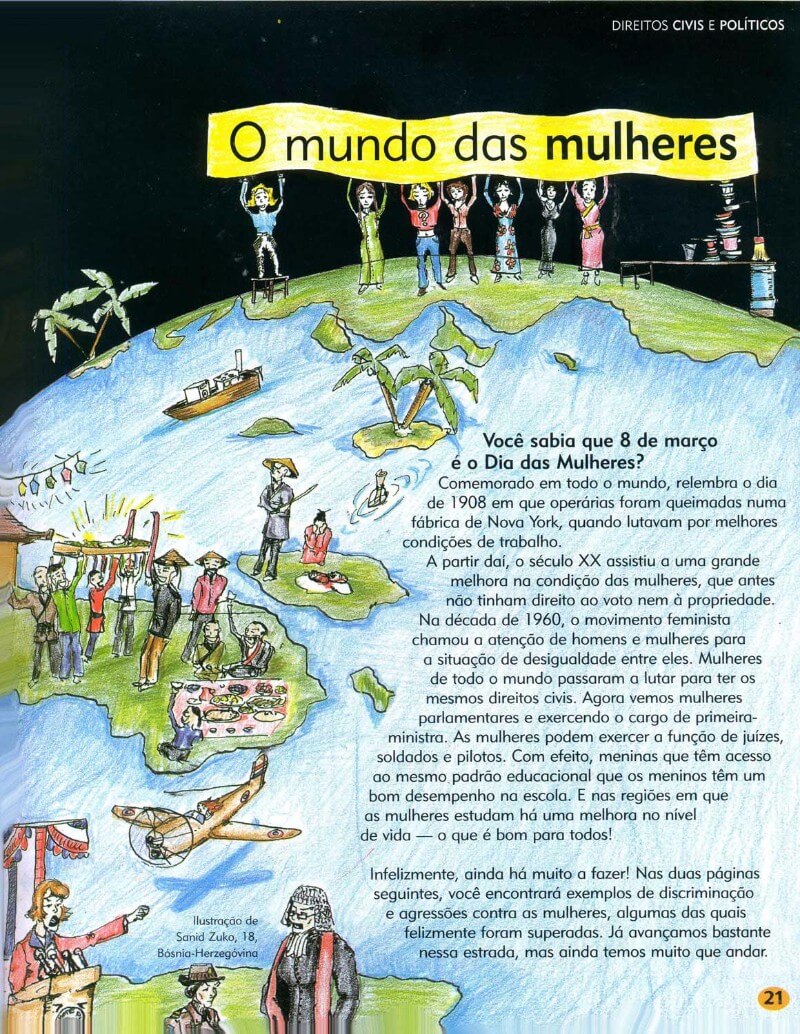 DIREITOS CIVIS E POLÍTICOS
O mundo das mulheres
Você sabia que 8 de março
é o Dia das Mulheres?
Comemorado em todo o mundo, relembra o dia
de 1908 em que operárias foram queimadas numa
fábrica de Nova York, quando lutavam por melhores
condições de trabalho.
A partir daí, o século XX assistiu a uma grande
melhora na condição das mulheres, que antes
não tinham direito ao voto nem à propriedade.
Na década de 1960, o movimento feminista
chamou a atenção de homens e mulheres para
a situação de desigualdade entre eles. Mulheres
de todo o mundo passaram a lutar para ter os
mesmos direitos civis. Agora vemos mulheres
parlamentares e exercendo o cargo de primeira-
ministra. As mulheres podem exercer a função de juízes,
soldados e pilotos. Com efeito, meninas que têm acesso
ao mesmo padrão educacional que os meninos têm um
bom desempenho na escola. E nas regiões em que
as mulheres estudam há uma melhora no nível
de vida — o que é bom para todos!
Infelizmente, ainda há muito a fazer! Nas duas páginas
seguintes, você encontrará exemplos de discriminação
e agressões contra as mulheres, algumas das quais
felizmente foram superadas. Já avançamos bastante
nessa estrada, mas ainda temos muito que andar.
Ilustração de
Sanid Zuko, 18,
Bósnia-Herzegóvina
21